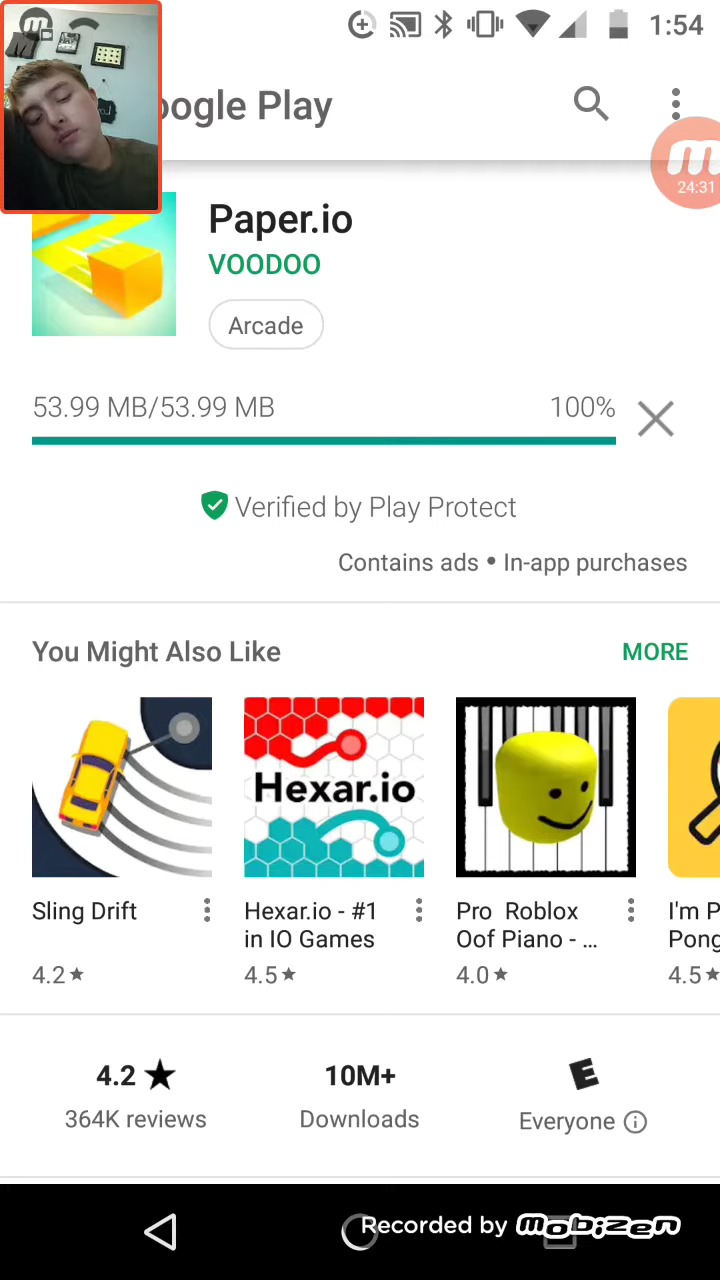 1:54
oogle Play
24:31
Paper.io
VOODOO
Arcade
53.99 MB/53.99 MB 100%
Verified by Play Protect
Contains ads • In-app purchases
You Might Also Like MORE
Hexar.io
Sling Drift
Hexar.io - #1
in IO Games
Pro Roblox
Oof Piano - ...
I'm P
Pong
4.2★ 4.5★ 4.0★ 4.5★
4.2★ 10M+ E
364K reviews Downloads Everyone
Recorded by mobizen